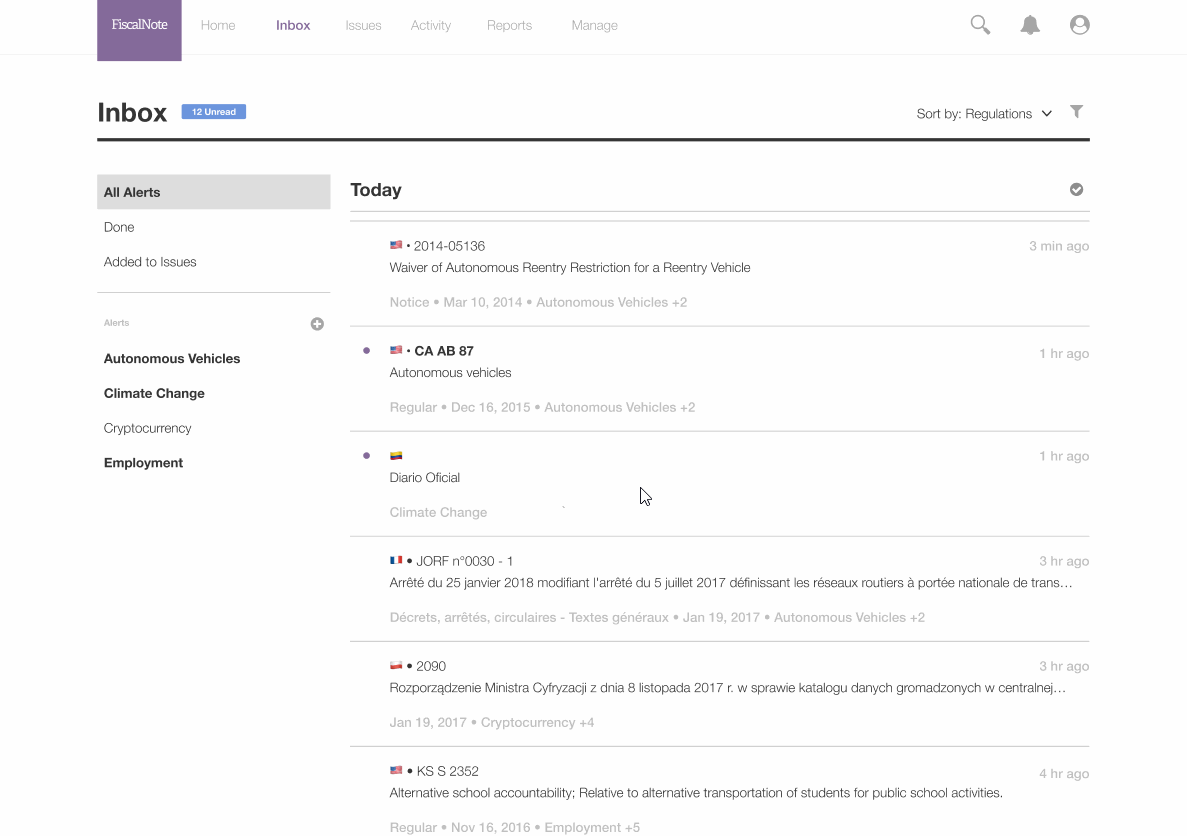 FiscalNote
Home Inbox Issues Activity Reports Manage
Inbox 12 Unread
Sort by: Regulations
All Alerts
Done
Added to Issues
Alerts
Autonomous Vehicles
Climate Change
Cryptocurrency
Employment
Today
• 2014-05136 3 min ago
Waiver of Autonomous Reentry Restriction for a Reentry Vehicle
Notice • Mar 10, 2014 • Autonomous Vehicles +2
• CA AB 87 1 hr ago
Autonomous vehicles
Regular • Dec 16, 2015 • Autonomous Vehicles +2
1 hr ago
Diario Oficial
Climate Change
• JORF n°0030 - 1 3 hr ago
Arrêté du 25 janvier 2018 modifiant l'arrêté du 5 juillet 2017 définissant les réseaux routiers à portée nationale de trans…
Décrets, arrêtés, circulaires - Textes généraux • Jan 19, 2017 • Autonomous Vehicles +2
• 2090 3 hr ago
Rozporządzenie Ministra Cyfryzacji z dnia 8 listopada 2017 r. w sprawie katalogu danych gromadzonych w centralnej…
Jan 19, 2017 • Cryptocurrency +4
• KS S 2352 4 hr ago
Alternative school accountability; Relative to alternative transportation of students for public school activities.
Regular • Nov 16, 2016 • Employment +5